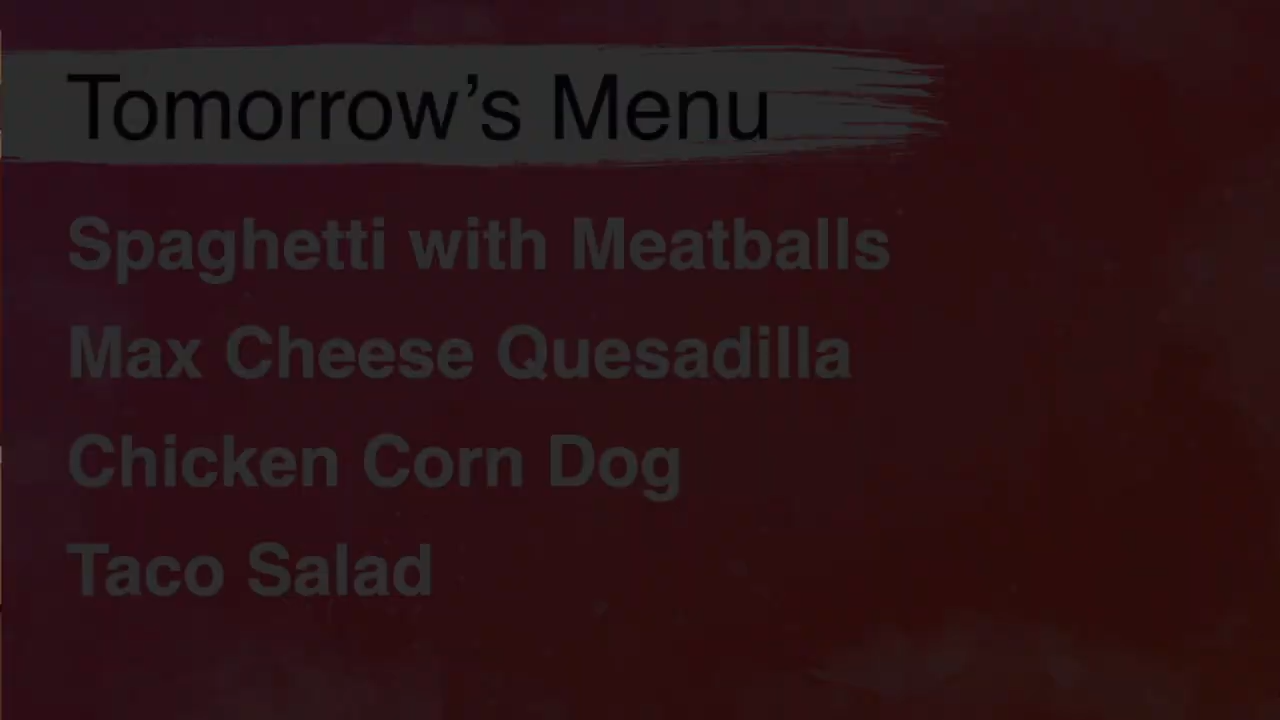 Tomorrow’s Menu
Spaghetti with Meatballs
Max Cheese Quesadilla
Chicken Corn Dog
Taco Salad